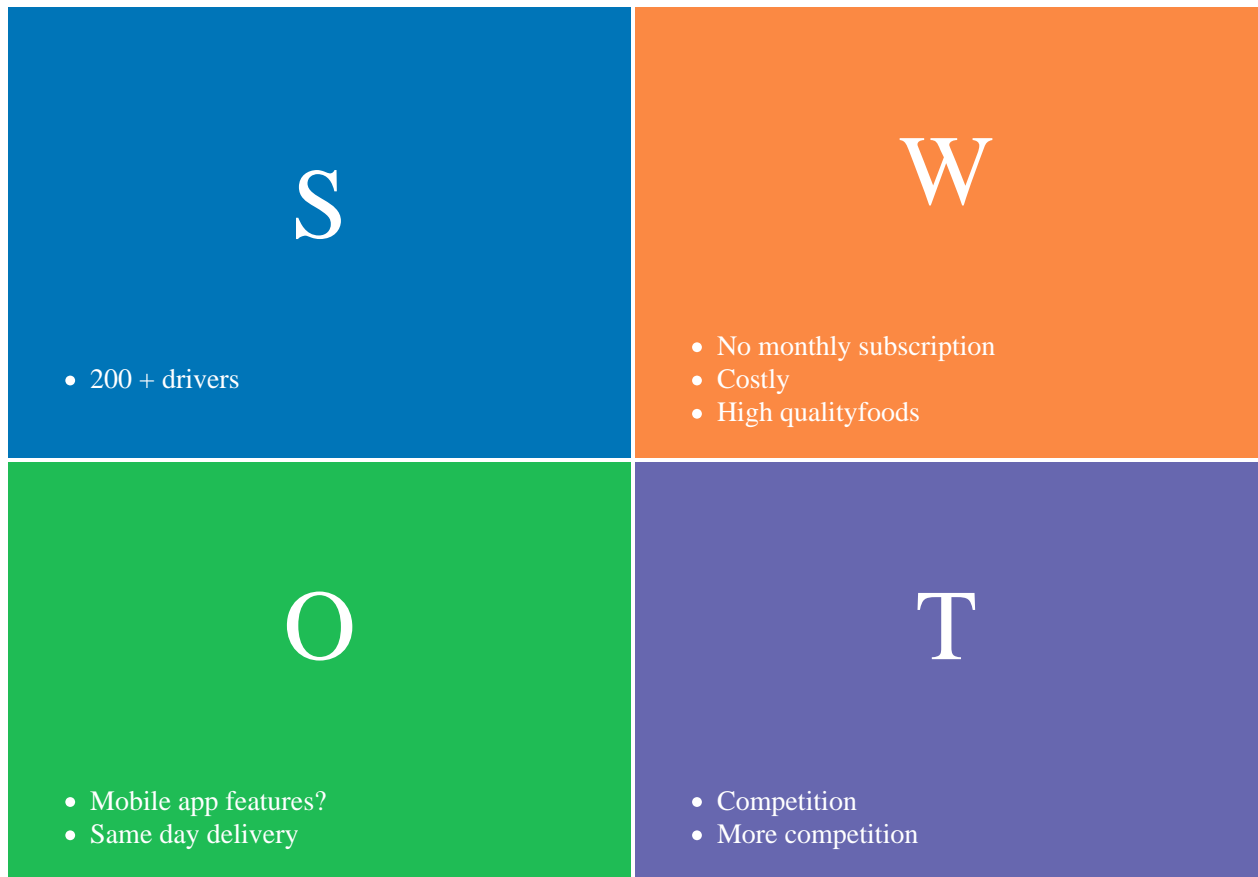 S
• 200 + drivers
W
• No monthly subscription
• Costly
• High qualityfoods
O
• Mobile app features?
• Same day delivery
T
• Competition
• More competition